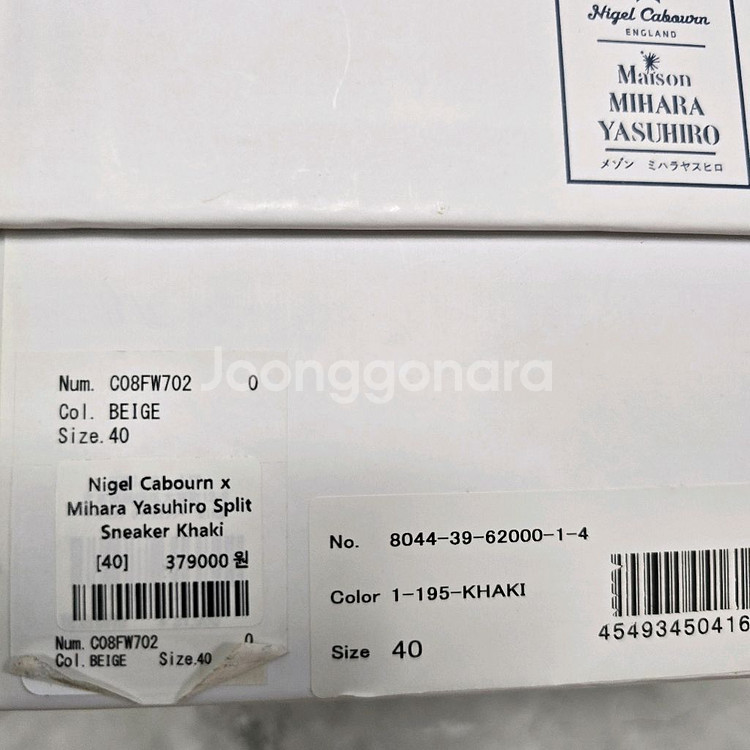 Nigel Cabourn
ENGLAND
Maison
MIHARA
YASUHIRO
メゾン ミハラヤスヒロ
Joonggonara
Num. C08FW702 0
Col. BEIGE
Size. 40
Nigel Cabourn x
Mihara Yasuhiro Split
Sneaker Khaki
[40] 379000 원
Num. C08FW702 0
Col. BEIGE Size. 40
No. 8044-39-62000-1-4
Color 1-195-KHAKI
Size 40
45493450416